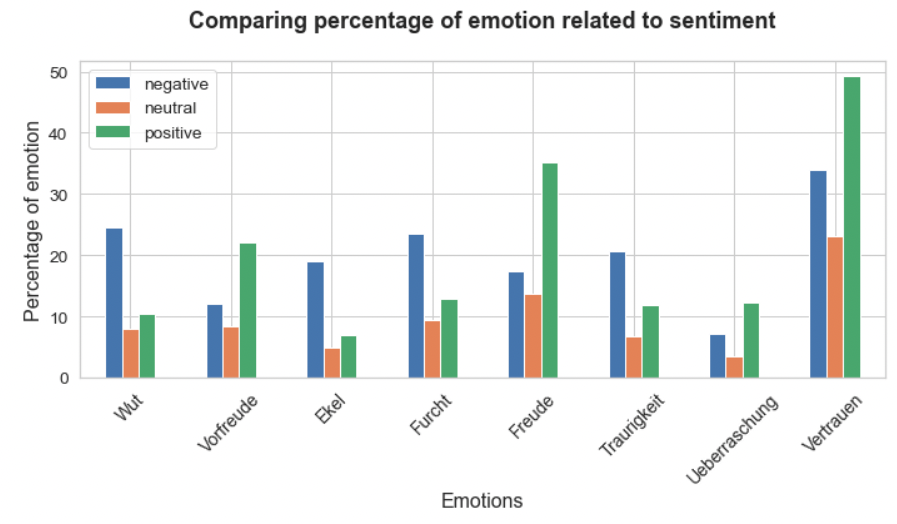 Comparing percentage of emotion related to sentiment
negative
neutral
positive
Percentage of emotion
50
40
30
20
10
0
Wut
Vorfreude
Ekel
Furcht
Freude
Traurigkeit
Ueberraschung
Vertrauen
Emotions